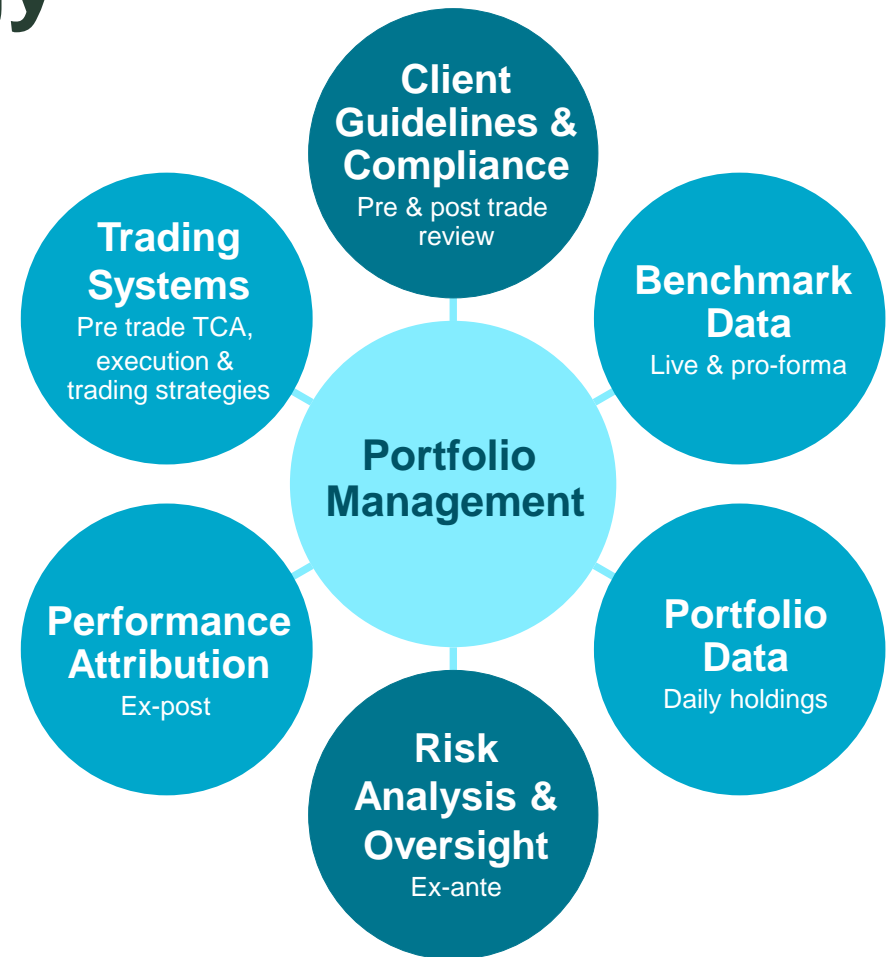 Client
Guidelines &
Compliance
Pre & post trade
review
Trading
Systems
Pre trade TCA,
execution &
trading strategies
Benchmark
Data
Live & pro-forma
Portfolio
Management
Performance
Attribution
Ex-post
Portfolio
Data
Daily holdings
Risk
Analysis &
Oversight
Ex-ante